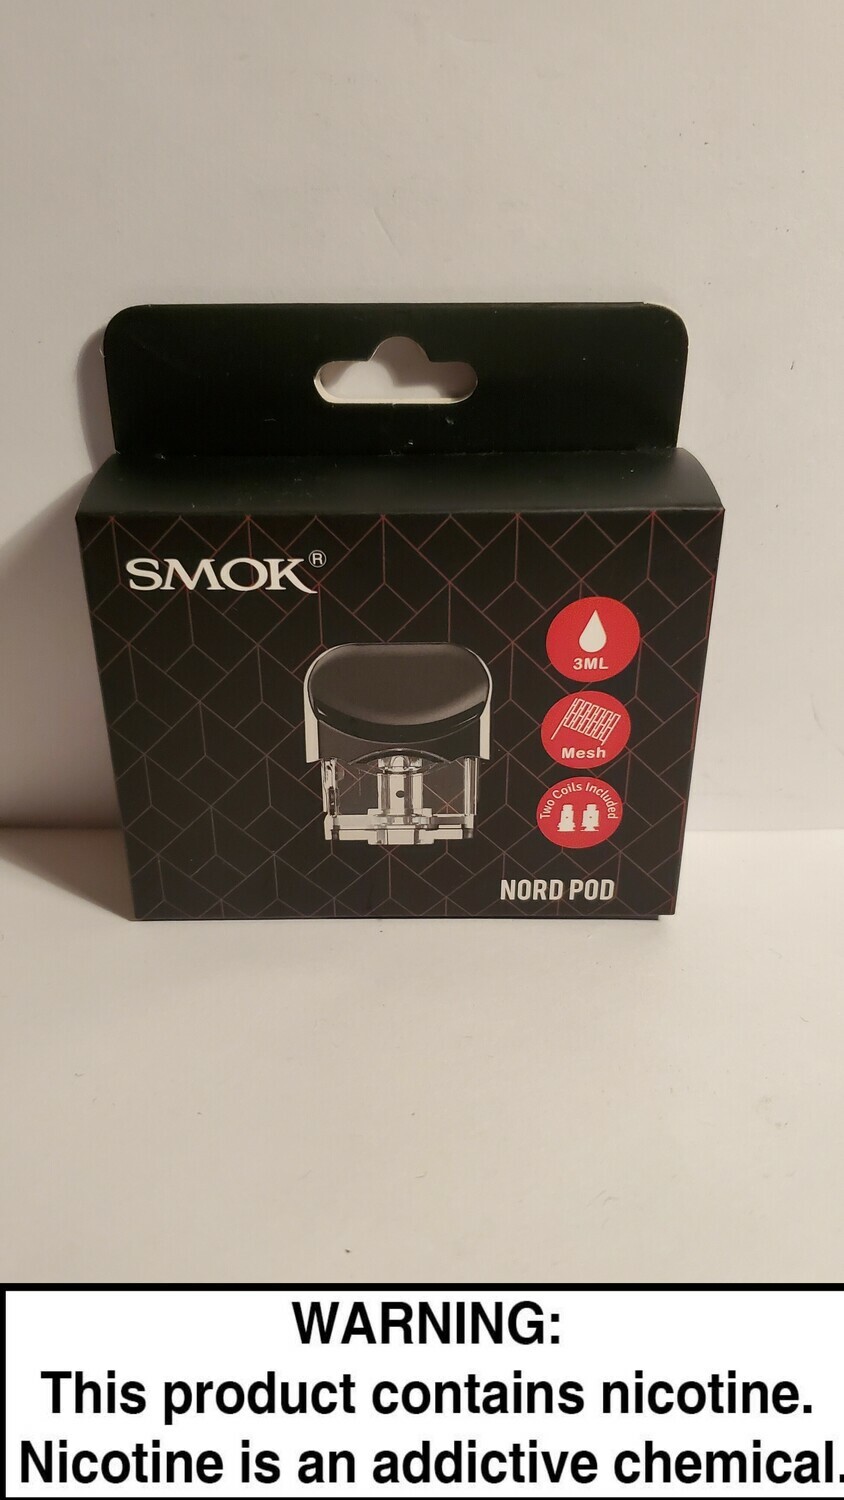 SMOK®
3ML
Mesh
Two Coils Included
NORD POD
WARNING:
This product contains nicotine.
Nicotine is an addictive chemical.